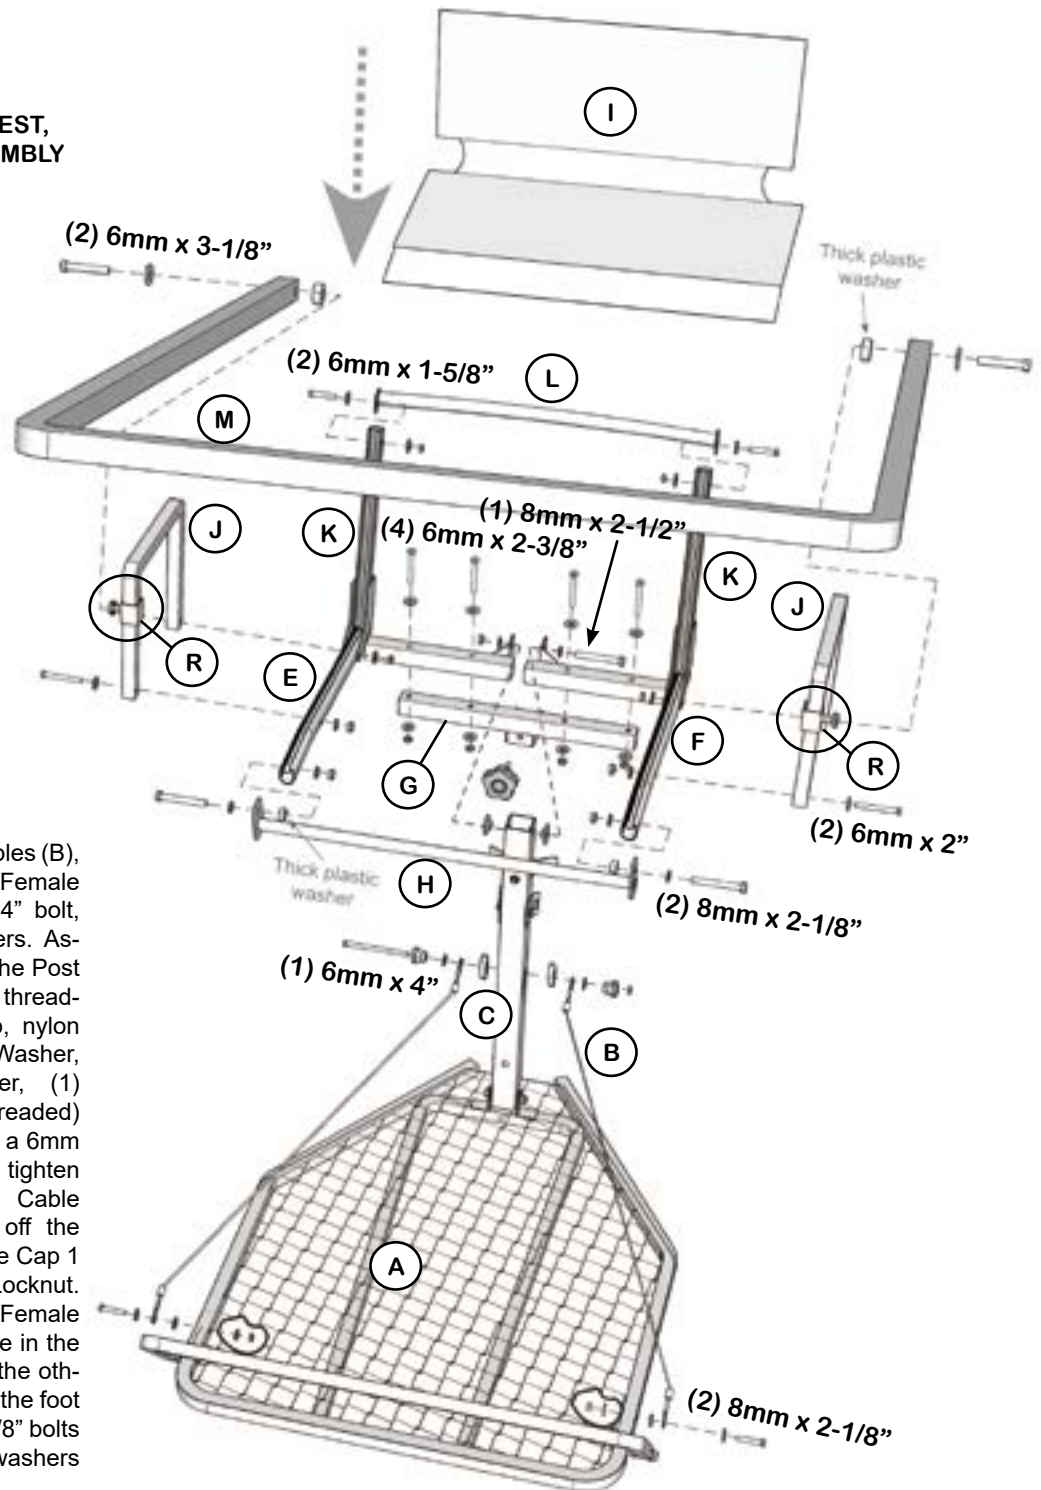 EST,
MBLY
I
(2) 6mm x 3-1/8”
Thick plastic
washer
(2) 6mm x 1-5/8”
L
M
(1) 8mm x 2-1/2”
(4) 6mm x 2-3/8”
J
K
K
J
R
E
F
R
G
(2) 6mm x 2”
Thick plastic
washer
H
(2) 8mm x 2-1/8”
(1) 6mm x 4”
C
B
A
(2) 8mm x 2-1/8”
oles (B),
Female
4” bolt,
ers. As-
he Post
thread-
o, nylon
Washer,
er, (1)
readed)
a 6mm
tighten
Cable
off the
e Cap 1
Locknut.
Female
e in the
the oth-
the foot
/8” bolts
washers